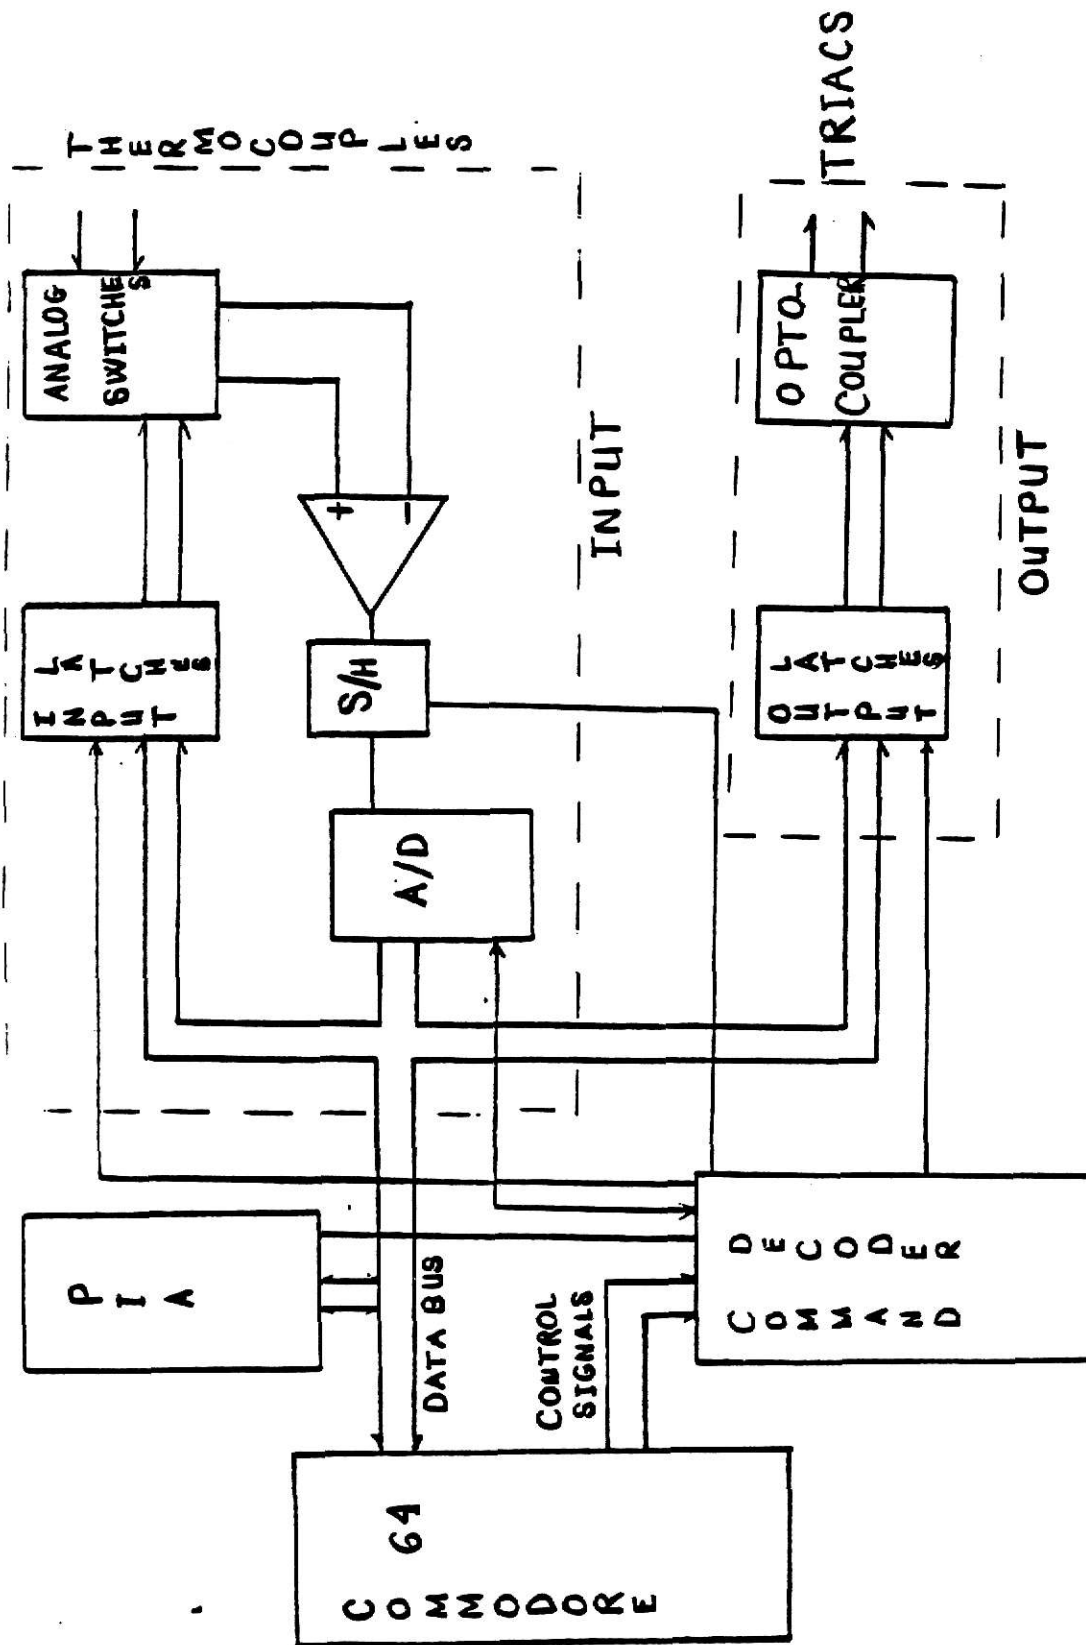 THERMOCOUPLES
ANALOG
SWITCHES
INPUT
LATCHES
+
-
S/H
A/D
INPUT
TRIACS
OPTO
COUPLER
OUTPUT
LATCHES
OUTPUT
PIA
DATA BUS
CONTROL
SIGNALS
COMMAND
DECODER
COMMODORE
64